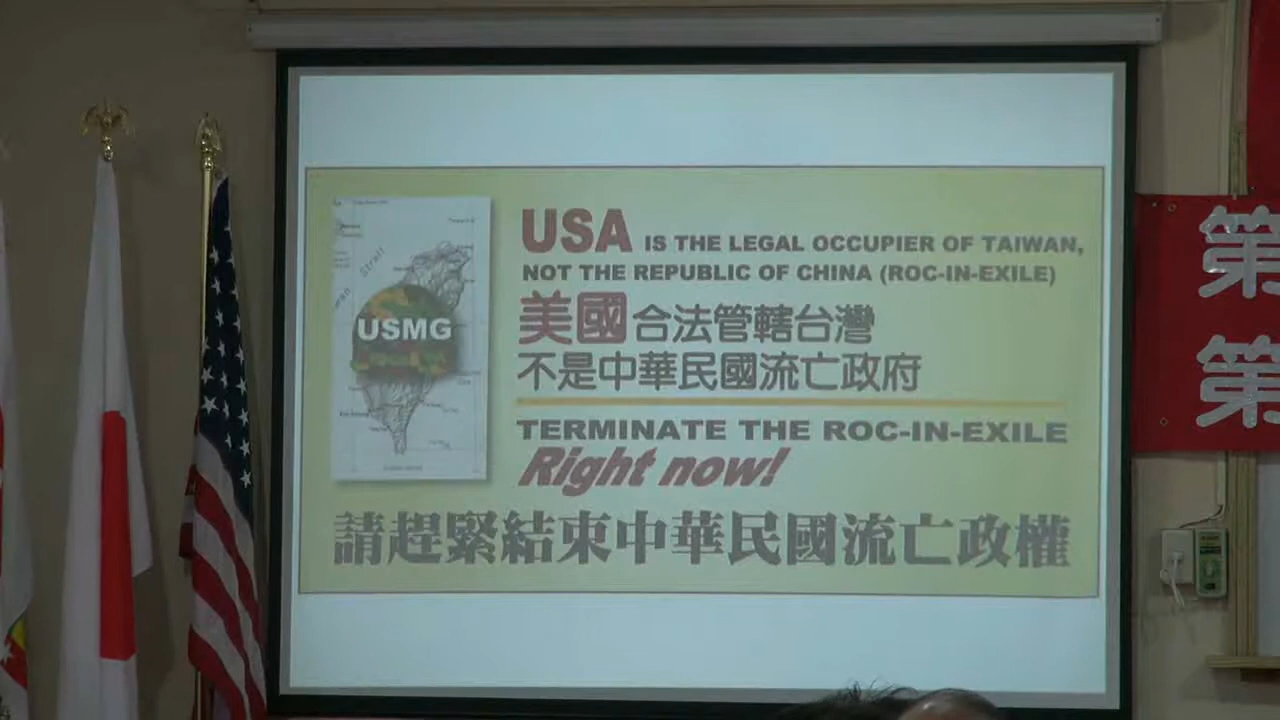 USA IS THE LEGAL OCCUPIER OF TAIWAN,
NOT THE REPUBLIC OF CHINA (ROC-IN-EXILE)
美國合法管轄台灣
不是中華民國流亡政府
TERMINATE THE ROC-IN-EXILE
Right now!
請趕緊結束中華民國流亡政權
USMG
Strait
第
第